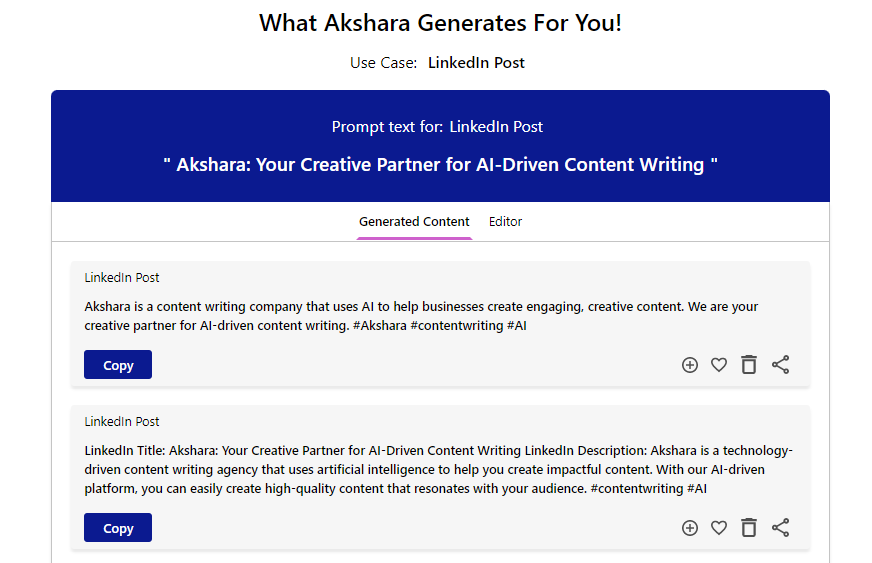 What Akshara Generates For You!
Use Case: LinkedIn Post
Prompt text for: LinkedIn Post
" Akshara: Your Creative Partner for AI-Driven Content Writing "
Generated Content Editor
LinkedIn Post
Akshara is a content writing company that uses AI to help businesses create engaging, creative content. We are your
creative partner for AI-driven content writing. #Akshara #contentwriting #AI
Copy
LinkedIn Post
LinkedIn Title: Akshara: Your Creative Partner for AI-Driven Content Writing LinkedIn Description: Akshara is a technology-
driven content writing agency that uses artificial intelligence to help you create impactful content. With our AI-driven
platform, you can easily create high-quality content that resonates with your audience. #contentwriting #AI
Copy